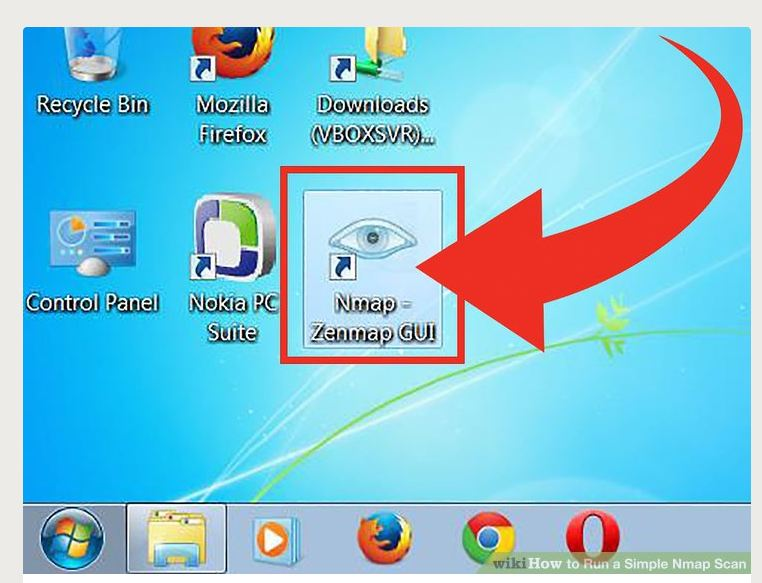 Recycle Bin
Mozilla
Firefox
Downloads
(VBOXSVR)...
Control Panel
Nokia PC
Suite
Nmap -
Zenmap GUI
wikiHow to Run a Simple Nmap Scan